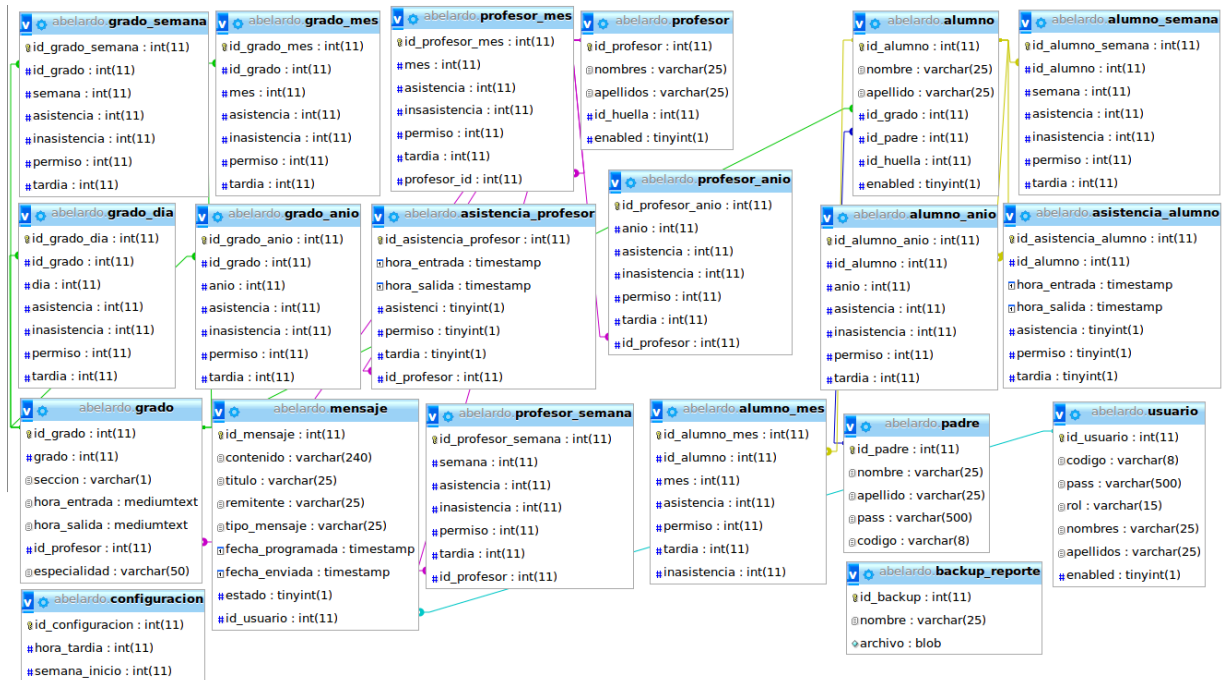 abelardo.grado_semana
id_grado_semana : int(11)
id_grado : int(11)
semana : int(11)
asistencia : int(11)
inasistencia : int(11)
permiso : int(11)
tardia : int(11)
abelardo.grado_mes
id_grado_mes : int(11)
id_grado : int(11)
mes : int(11)
asistencia : int(11)
inasistencia : int(11)
permiso : int(11)
tardia : int(11)
abelardo.profesor_mes
id_profesor_mes : int(11)
mes : int(11)
asistencia : int(11)
insasistencia : int(11)
permiso : int(11)
tardia : int(11)
profesor_id : int(11)
abelardo.profesor
id_profesor : int(11)
nombres : varchar(25)
apellidos : varchar(25)
id_huella : int(11)
enabled : tinyint(1)
abelardo.alumno
id_alumno : int(11)
nombre : varchar(25)
apellido : varchar(25)
id_grado : int(11)
id_padre : int(11)
id_huella : int(11)
enabled : tinyint(1)
abelardo.alumno_semana
id_alumno_semana : int(11)
id_alumno : int(11)
semana : int(11)
asistencia : int(11)
inasistencia : int(11)
permiso : int(11)
tardia : int(11)
abelardo.grado_dia
id_grado_dia : int(11)
id_grado : int(11)
dia : int(11)
asistencia : int(11)
inasistencia : int(11)
permiso : int(11)
tardia : int(11)
abelardo.grado_anio
id_grado_anio : int(11)
id_grado : int(11)
anio : int(11)
asistencia : int(11)
inasistencia : int(11)
permiso : int(11)
tardia : int(11)
abelardo.asistencia_profesor
id_asistencia_profesor : int(11)
hora_entrada : timestamp
hora_salida : timestamp
asistenci : tinyint(1)
permiso : tinyint(1)
tardia : tinyint(1)
id_profesor : int(11)
abelardo.profesor_anio
id_profesor_anio : int(11)
anio : int(11)
asistencia : int(11)
inasistencia : int(11)
permiso : int(11)
tardia : int(11)
id_profesor : int(11)
abelardo.alumno_anio
id_alumno_anio : int(11)
id_alumno : int(11)
anio : int(11)
asistencia : int(11)
inasistencia : int(11)
permiso : int(11)
tardia : int(11)
abelardo.asistencia_alumno
id_asistencia_alumno : int(11)
id_alumno : int(11)
hora_entrada : timestamp
hora_salida : timestamp
asistencia : tinyint(1)
permiso : tinyint(1)
tardia : tinyint(1)
abelardo.grado
id_grado : int(11)
grado : int(11)
seccion : varchar(1)
hora_entrada : mediumtext
hora_salida : mediumtext
id_profesor : int(11)
especialidad : varchar(50)
abelardo.mensaje
id_mensaje : int(11)
contenido : varchar(240)
titulo : varchar(25)
remitente : varchar(25)
tipo_mensaje : varchar(25)
fecha_programada : timestamp
fecha_enviada : timestamp
estado : tinyint(1)
id_usuario : int(11)
abelardo.profesor_semana
id_profesor_semana : int(11)
semana : int(11)
asistencia : int(11)
inasistencia : int(11)
permiso : int(11)
tardia : int(11)
id_profesor : int(11)
abelardo.alumno_mes
id_alumno_mes : int(11)
id_alumno : int(11)
mes : int(11)
asistencia : int(11)
permiso : int(11)
tardia : int(11)
inasistencia : int(11)
abelardo.padre
id_padre : int(11)
nombre : varchar(25)
apellido : varchar(25)
pass : varchar(500)
codigo : varchar(8)
abelardo.usuario
id_usuario : int(11)
codigo : varchar(8)
pass : varchar(500)
rol : varchar(15)
nombres : varchar(25)
apellidos : varchar(25)
enabled : tinyint(1)
abelardo.configuracion
id_configuracion : int(11)
hora_tardia : int(11)
semana_inicio : int(11)
abelardo.backup_reporte
id_backup : int(11)
nombre : varchar(25)
archivo : blob